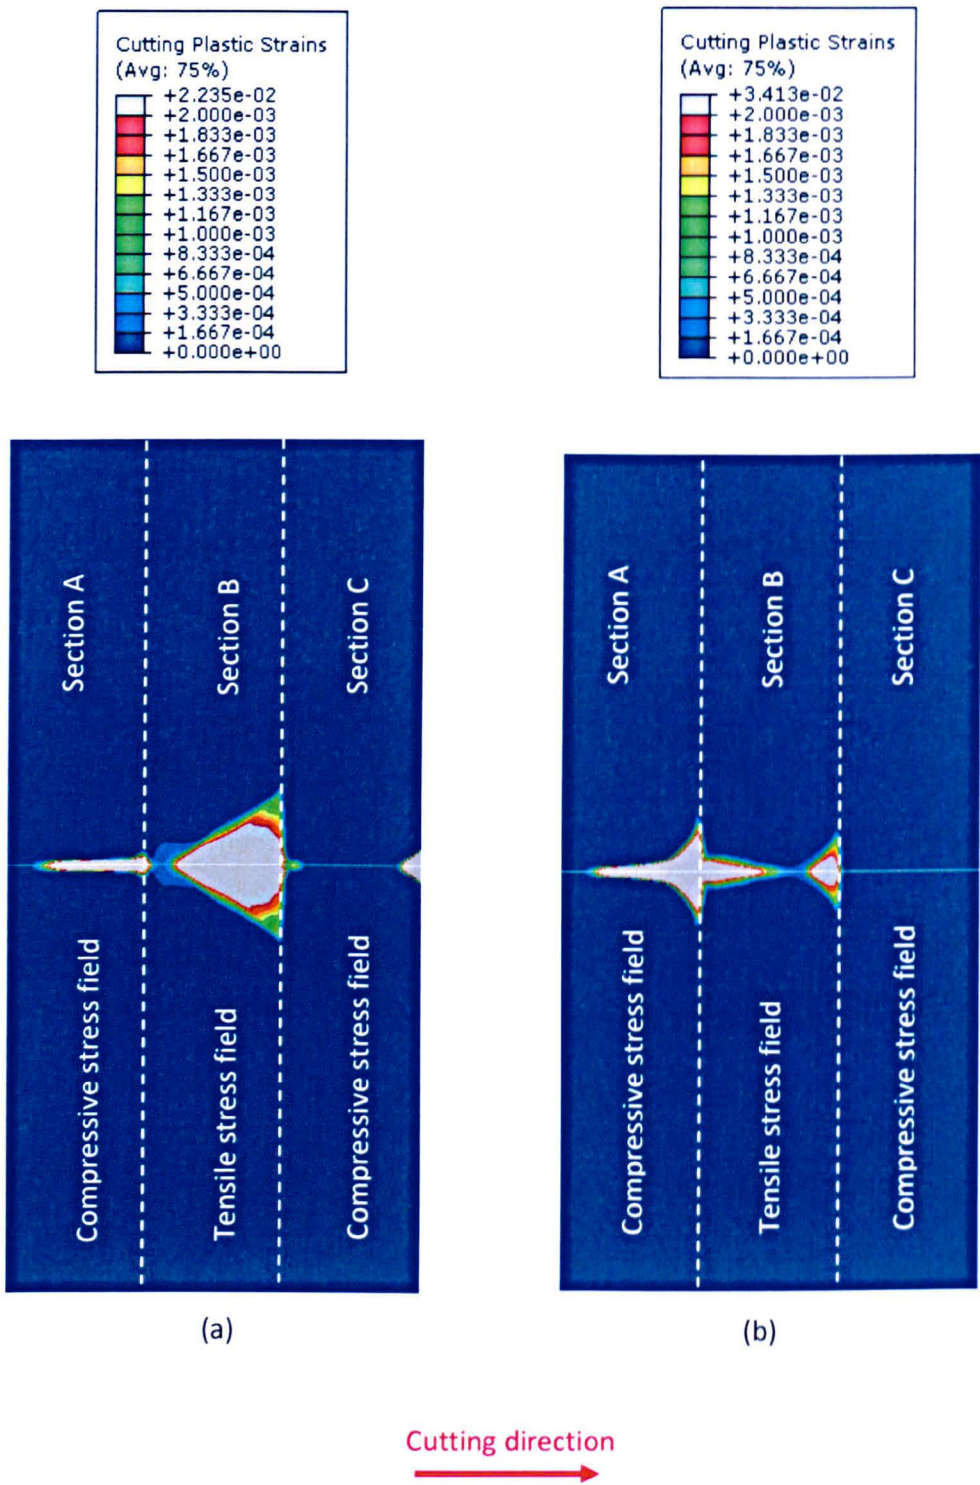 Cutting Plastic Strains
(Avg: 75%)
+2.235e-02
+2.000e-03
+1.833e-03
+1.667e-03
+1.500e-03
+1.333e-03
+1.167e-03
+1.000e-03
+8.333e-04
+6.667e-04
+5.000e-04
+3.333e-04
+1.667e-04
+0.000e+00
Cutting Plastic Strains
(Avg: 75%)
+3.413e-02
+2.000e-03
+1.833e-03
+1.667e-03
+1.500e-03
+1.333e-03
+1.167e-03
+1.000e-03
+8.333e-04
+6.667e-04
+5.000e-04
+3.333e-04
+1.667e-04
+0.000e+00
Section A
Section B
Section C
Compressive stress field
Tensile stress field
Compressive stress field
(a)
Section A
Section B
Section C
Compressive stress field
Tensile stress field
Compressive stress field
(b)
Cutting direction